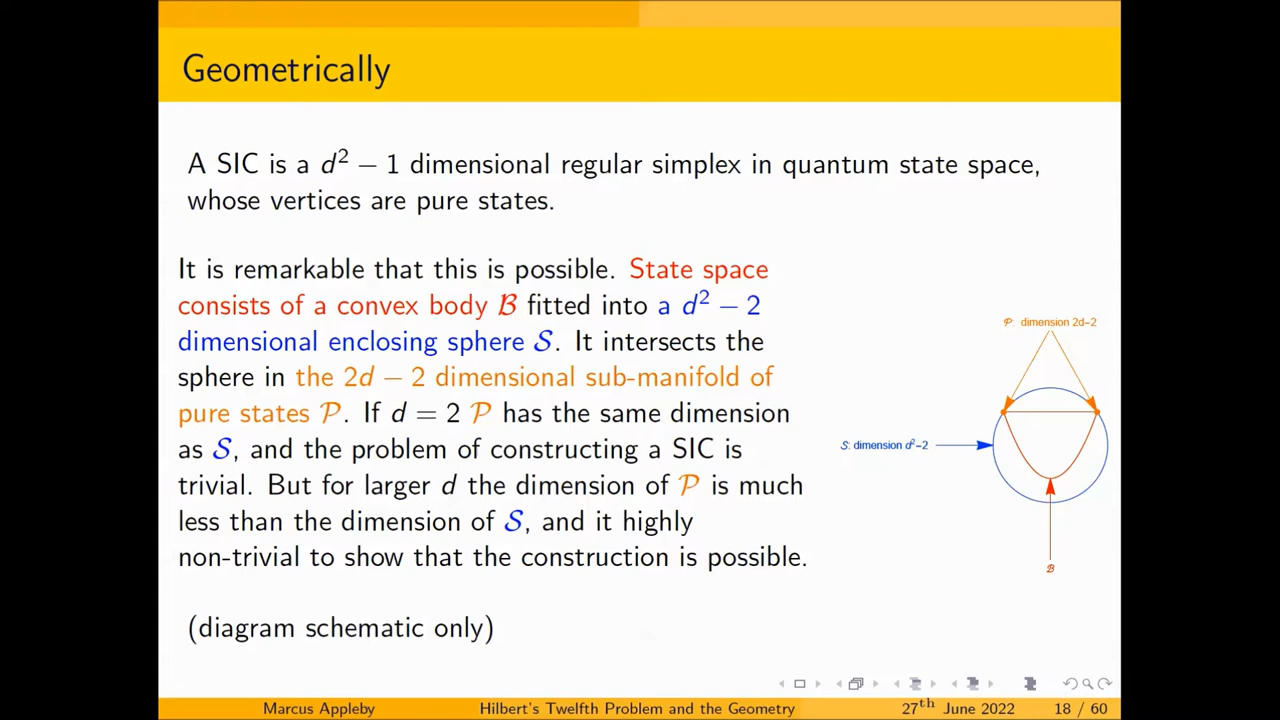 Geometrically
A SIC is a d² − 1 dimensional regular simplex in quantum state space,
whose vertices are pure states.
It is remarkable that this is possible. State space
consists of a convex body ℬ fitted into a d² − 2
dimensional enclosing sphere 𝒮. It intersects the
sphere in the 2d − 2 dimensional sub-manifold of
pure states 𝒫. If d = 2 𝒫 has the same dimension
as 𝒮, and the problem of constructing a SIC is
trivial. But for larger d the dimension of 𝒫 is much
less than the dimension of 𝒮, and it highly
non-trivial to show that the construction is possible.
(diagram schematic only)
𝒫: dimension 2d−2
𝒮: dimension d²−2
ℬ
Marcus Appleby Hilbert's Twelfth Problem and the Geometry 27th June 2022 18 / 60